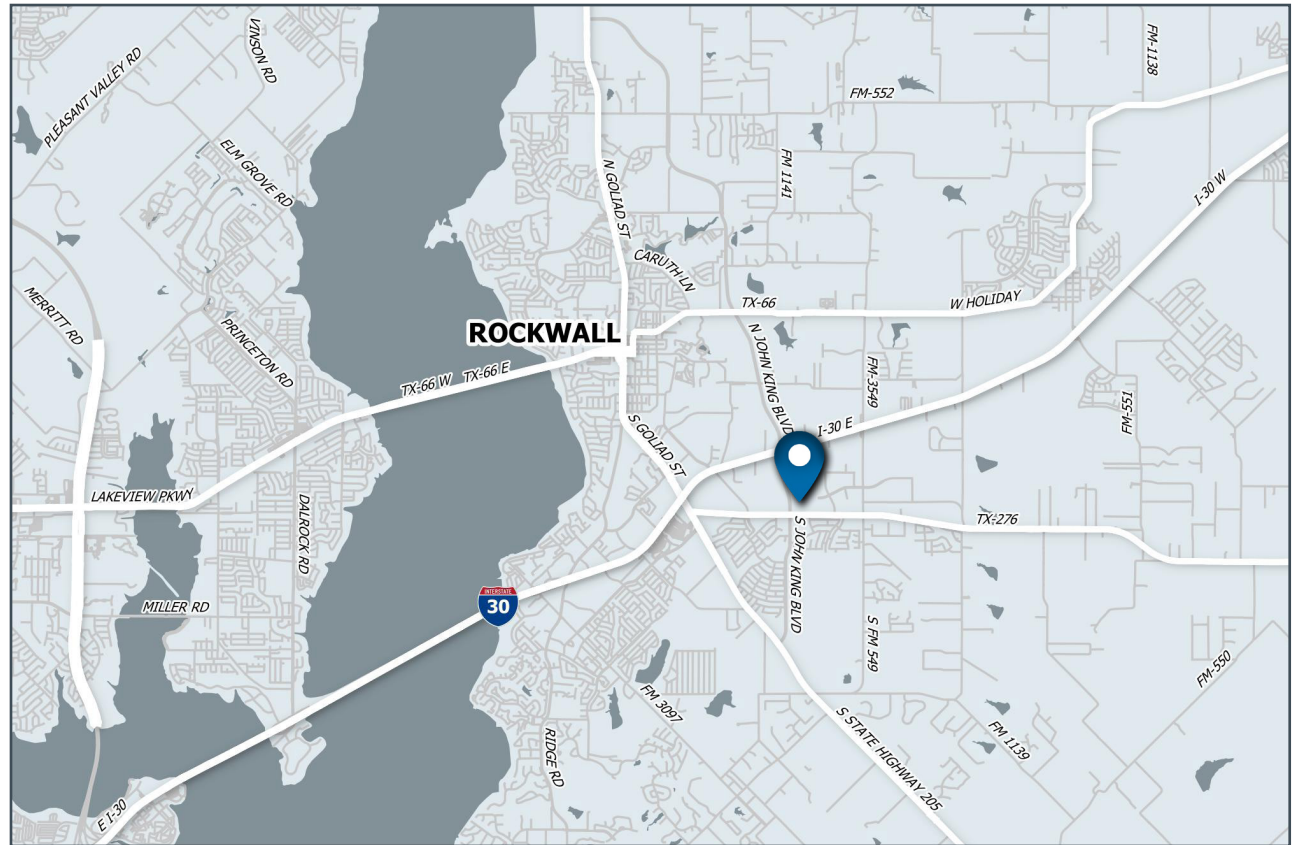 VINSON RD
FM-1138
PLEASANT VALLEY RD
FM-552
ELM GROVE RD
N GOLIAD ST
FM 1141
I-30 W
CARUTH LN
MERRITT RD
TX-66
W HOLIDAY
PRINCETON RD
ROCKWALL
N JOHN KING BLVD
TX-66 W
TX-66 E
FM-3549
FM-551
S GOLIAD ST
I-30 E
LAKEVIEW PKWY
DALROCK RD
TX-276
S JOHN KING BLVD
INTERSTATE
30
MILLER RD
S FM 549
FM-550
FM 3097
RIDGE RD
S STATE HIGHWAY 205
FM 1139
E I-30